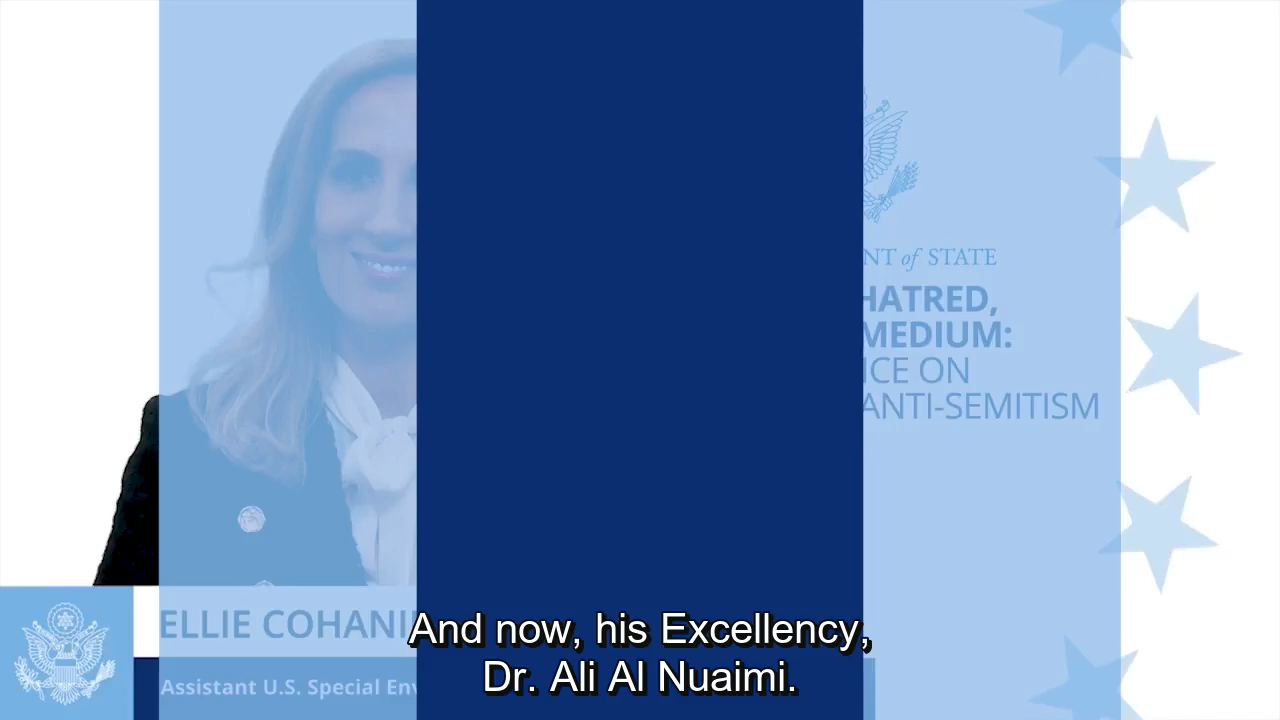 NT of STATE
HATRED,
MEDIUM:
CE ON
ANTI-SEMITISM
ELLIE COHANI
Assistant U.S. Special Env
And now, his Excellency,
Dr. Ali Al Nuaimi.